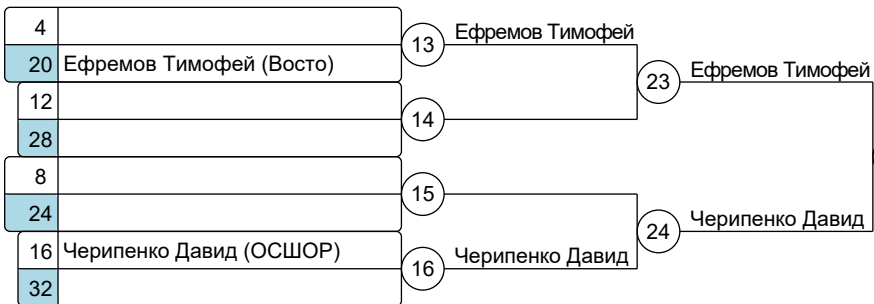 4
13
Ефремов Тимофей
20 Ефремов Тимофей (Восто)
23
Ефремов Тимофей
12
14
28
8
15
24
24
Черипенко Давид
16 Черипенко Давид (ОСШОР)
16
Черипенко Давид
32